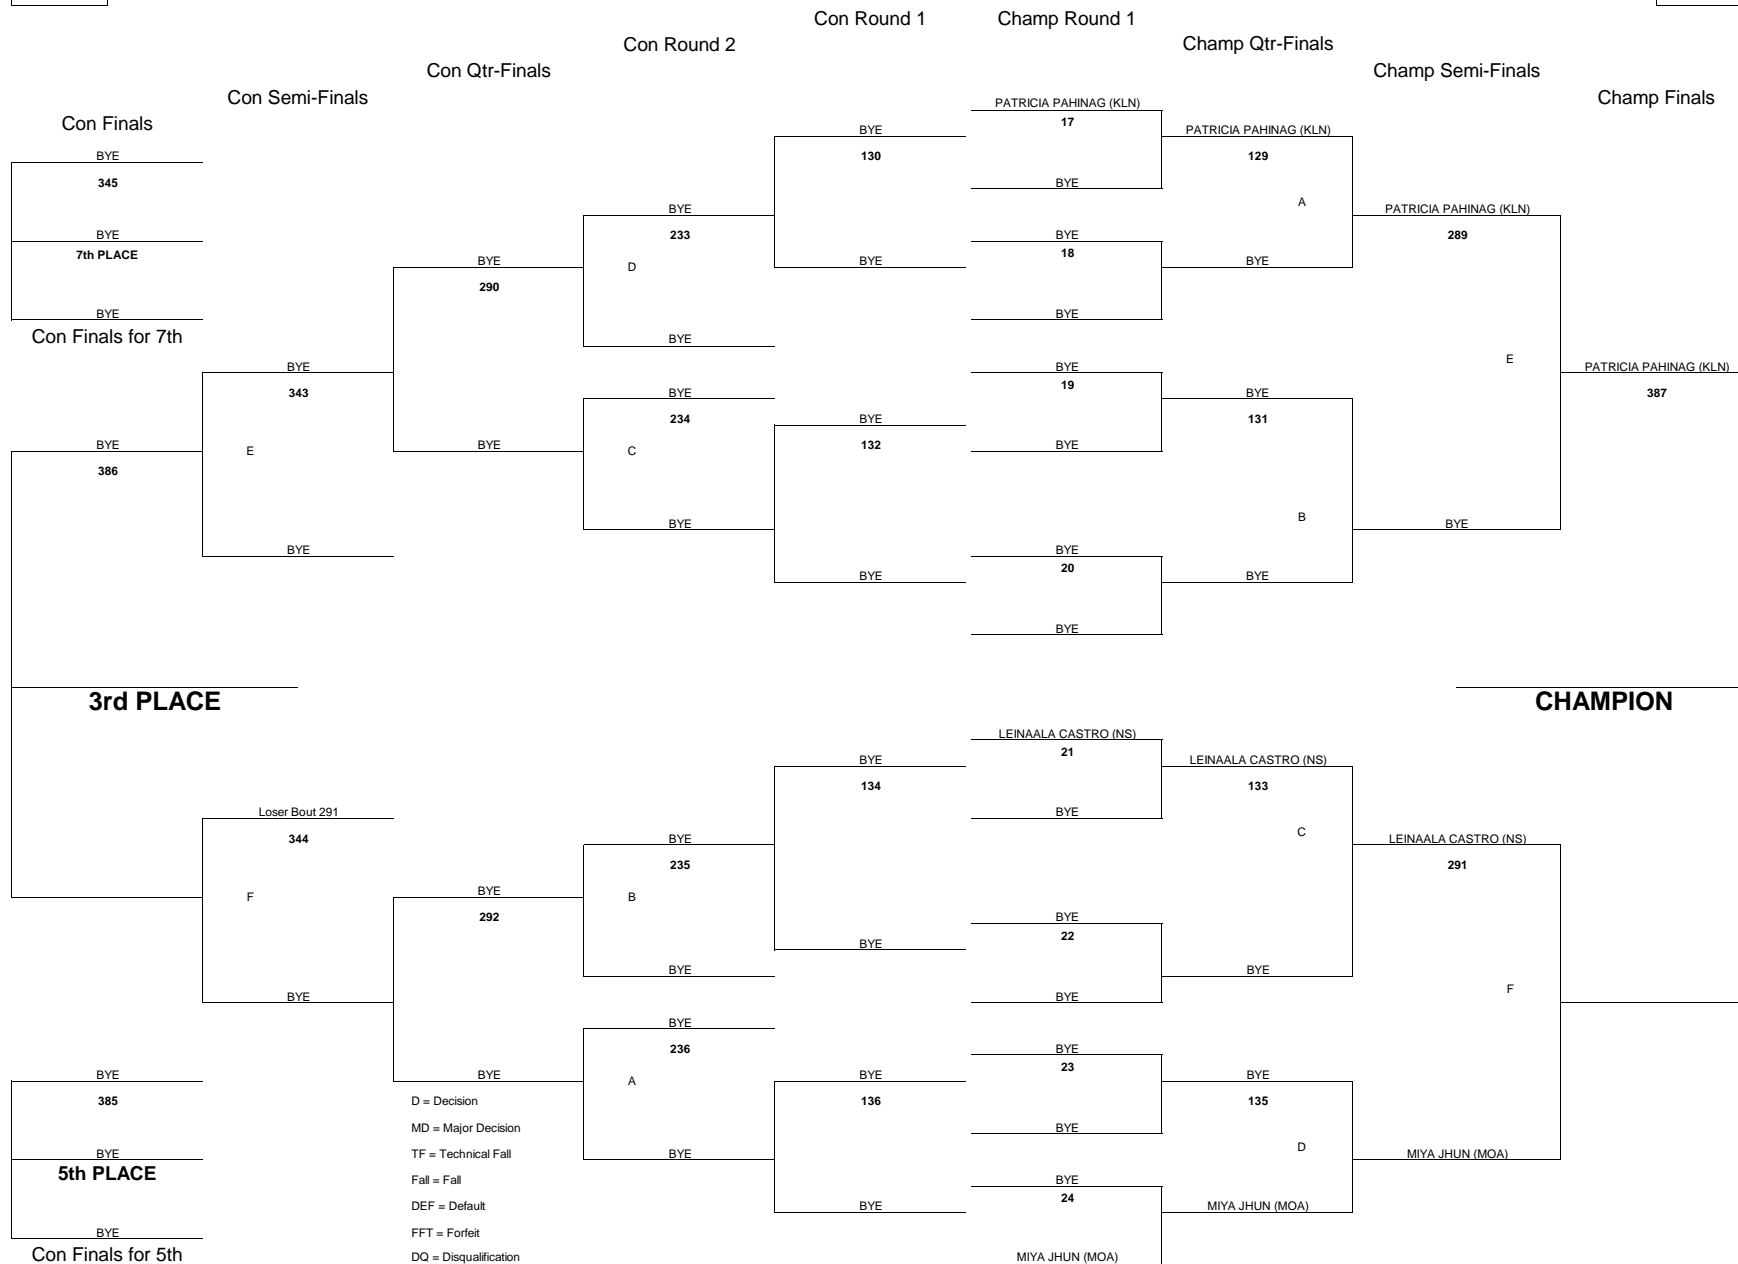 Con Round 1 Champ Round 1
Con Round 2 Champ Qtr-Finals
Con Qtr-Finals Champ Semi-Finals
Con Semi-Finals Champ Finals
PATRICIA PAHINAG (KLN)
Con Finals 17
BYE PATRICIA PAHINAG (KLN)
BYE 130 129
345 BYE
A
BYE PATRICIA PAHINAG (KLN)
BYE 233 BYE 289
7th PLACE 18
BYE D BYE BYE
290
BYE BYE
Con Finals for 7th BYE
E
BYE BYE PATRICIA PAHINAG (KLN)
343 19 387
BYE BYE
234 BYE 131
BYE E BYE C 132 BYE
386
B
BYE BYE
BYE BYE
20
BYE BYE
BYE
3rd PLACE CHAMPION
LEINAALA CASTRO (NS)
21
BYE LEINAALA CASTRO (NS)
134 133
Loser Bout 291 BYE
344 BYE C LEINAALA CASTRO (NS)
235 291
F BYE B
292 BYE
22
BYE
BYE BYE
F
BYE BYE
BYE
236 BYE
23
BYE BYE A BYE BYE
385 D = Decision 136 135
MD = Major Decision BYE
D
BYE TF = Technical Fall BYE MIYA JHUN (MOA)
5th PLACE Fall = Fall BYE
24
DEF = Default BYE MIYA JHUN (MOA)
BYE FFT = Forfeit
Con Finals for 5th DQ = Disqualification MIYA JHUN (MOA)